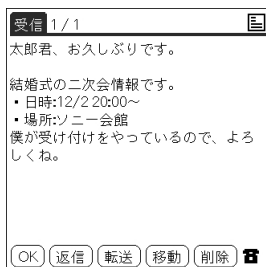 受信 1 / 1
太郎君、お久しぶりです。
結婚式の二次会情報です。
▪日時:12/2 20:00～
▪場所:ソニー会館
僕が受け付けをやっているので、よろ
しくね。
OK 返信 転送 移動 削除